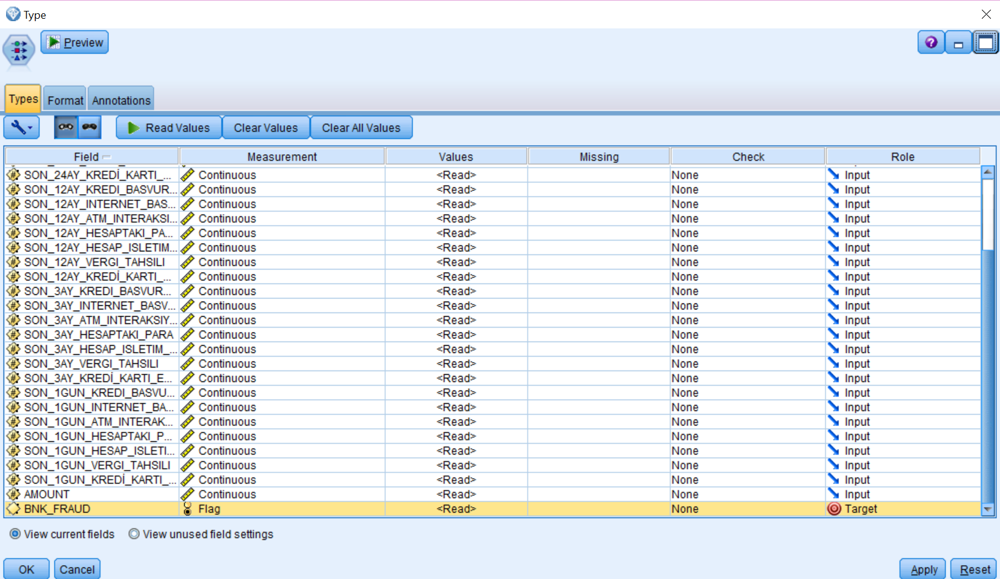 Type
Preview
Types Format Annotations
Read Values Clear Values Clear All Values
Field Measurement Values Missing Check Role
SON_24AY_KREDİ_KARTI_... Continuous <Read> None Input
SON_12AY_KREDI_BASVUR... Continuous <Read> None Input
SON_12AY_INTERNET_BAS... Continuous <Read> None Input
SON_12AY_ATM_INTERAKSI... Continuous <Read> None Input
SON_12AY_HESAPTAKI_PA... Continuous <Read> None Input
SON_12AY_HESAP_ISLETIM... Continuous <Read> None Input
SON_12AY_VERGI_TAHSILI Continuous <Read> None Input
SON_12AY_KREDİ_KARTI_... Continuous <Read> None Input
SON_3AY_KREDI_BASVUR... Continuous <Read> None Input
SON_3AY_INTERNET_BASV... Continuous <Read> None Input
SON_3AY_ATM_INTERAKSIY... Continuous <Read> None Input
SON_3AY_HESAPTAKI_PARA Continuous <Read> None Input
SON_3AY_HESAP_ISLETIM_... Continuous <Read> None Input
SON_3AY_VERGI_TAHSILI Continuous <Read> None Input
SON_3AY_KREDİ_KARTI_E... Continuous <Read> None Input
SON_1GUN_KREDI_BASVU... Continuous <Read> None Input
SON_1GUN_INTERNET_BA... Continuous <Read> None Input
SON_1GUN_ATM_INTERAK... Continuous <Read> None Input
SON_1GUN_HESAPTAKI_P... Continuous <Read> None Input
SON_1GUN_HESAP_ISLETI... Continuous <Read> None Input
SON_1GUN_VERGI_TAHSILI Continuous <Read> None Input
SON_1GUN_KREDİ_KARTI_... Continuous <Read> None Input
AMOUNT Continuous <Read> None Input
BNK_FRAUD Flag <Read> None Target
View current fields View unused field settings
OK Cancel Apply Reset